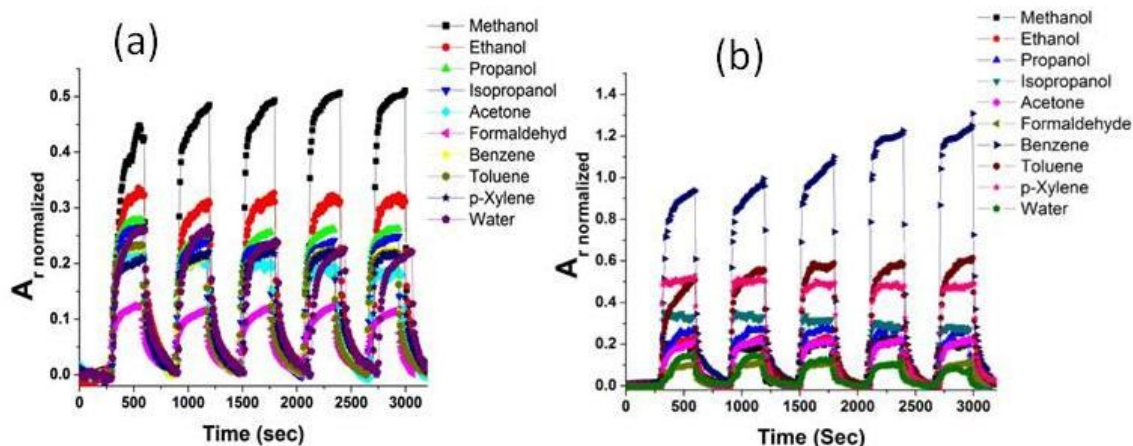 (a)
Methanol
Ethanol
Propanol
Isopropanol
Acetone
Formaldehyd
Benzene
Toluene
p-Xylene
Water
A r normalized
0.5
0.4
0.3
0.2
0.1
0.0
0 500 1000 1500 2000 2500 3000
Time (sec)
(b)
Methanol
Ethanol
Propanol
Isopropanol
Acetone
Formaldehyde
Benzene
Toluene
p-Xylene
Water
A r normalized
1.4
1.2
1.0
0.8
0.6
0.4
0.2
0.0
0 500 1000 1500 2000 2500 3000
Time (Sec)